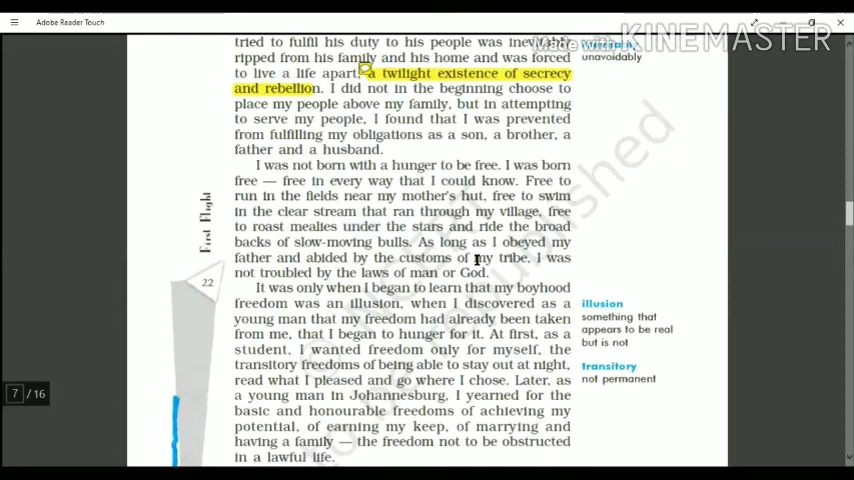 Adobe Reader Touch
Made with KINEMASTER
tried to fulfil his duty to his people was inevitably
ripped from his family and his home and was forced
to live a life apart, a twilight existence of secrecy
and rebellion. I did not in the beginning choose to
place my people above my family, but in attempting
to serve my people, I found that I was prevented
from fulfilling my obligations as a son, a brother, a
father and a husband.
I was not born with a hunger to be free. I was born
free — free in every way that I could know. Free to
run in the fields near my mother's hut, free to swim
in the clear stream that ran through my village, free
to roast mealies under the stars and ride the broad
backs of slow-moving bulls. As long as I obeyed my
father and abided by the customs of my tribe, I was
not troubled by the laws of man or God.
It was only when I began to learn that my boyhood
freedom was an illusion, when I discovered as a
young man that my freedom had already been taken
from me, that I began to hunger for it. At first, as a
student, I wanted freedom only for myself, the
transitory freedoms of being able to stay out at night,
read what I pleased and go where I chose. Later, as
a young man in Johannesburg, I yearned for the
basic and honourable freedoms of achieving my
potential, of earning my keep, of marrying and
having a family — the freedom not to be obstructed
in a lawful life.
unavoidably
illusion
something that
appears to be real
but is not
transitory
not permanent
First Flight
22
7 / 16
© NCERT
not to be republished